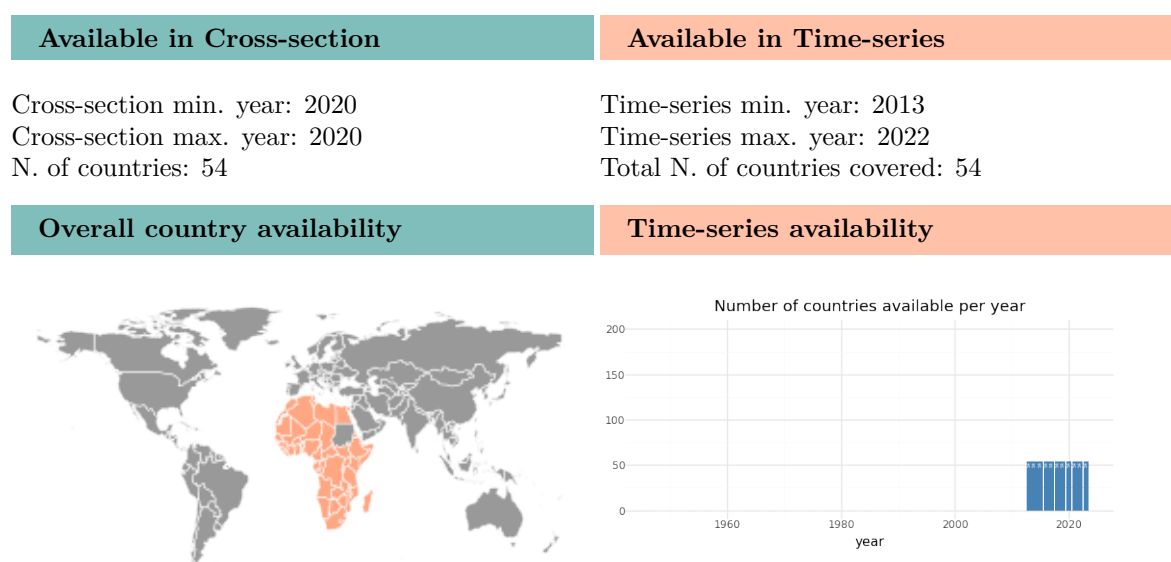 Available in Cross-section
Available in Time-series
Cross-section min. year: 2020
Cross-section max. year: 2020
N. of countries: 54
Time-series min. year: 2013
Time-series max. year: 2022
Total N. of countries covered: 54
Overall country availability
Time-series availability
Number of countries available per year
200
150
100
50
0
1960
1980
2000
2020
year